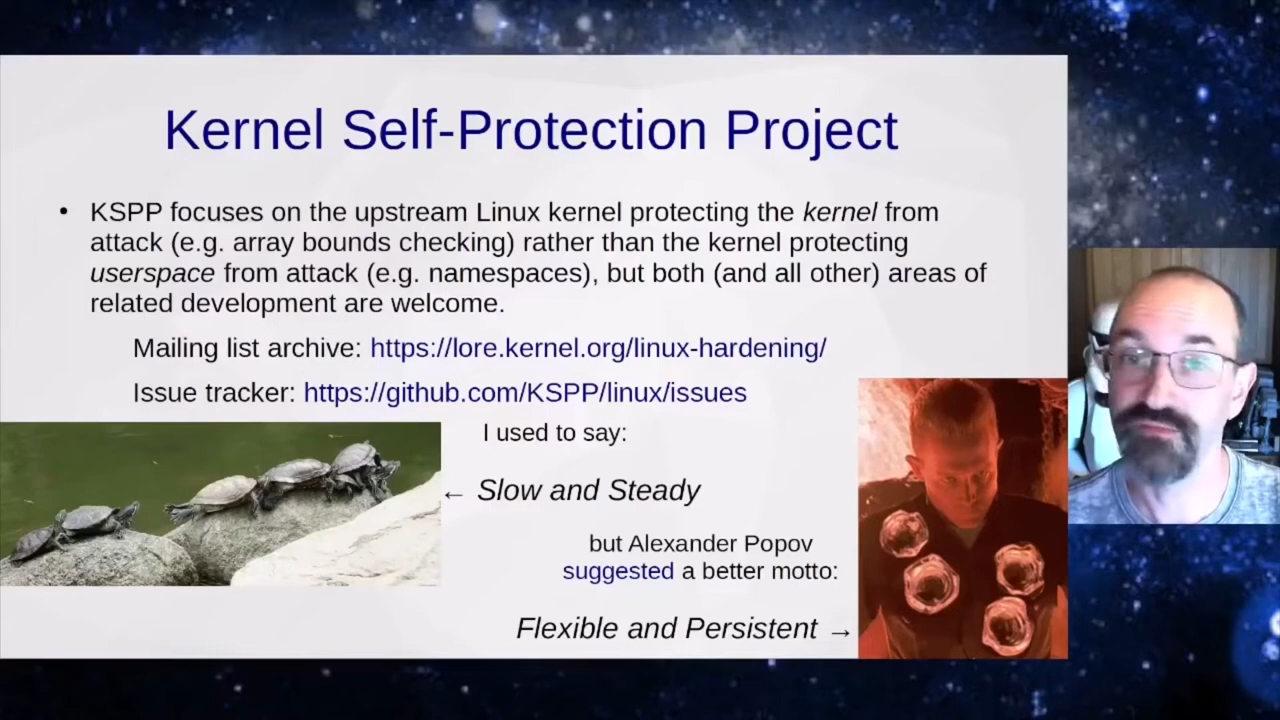 Kernel Self-Protection Project
• KSPP focuses on the upstream Linux kernel protecting the kernel from
attack (e.g. array bounds checking) rather than the kernel protecting
userspace from attack (e.g. namespaces), but both (and all other) areas of
related development are welcome.
Mailing list archive: https://lore.kernel.org/linux-hardening/
Issue tracker: https://github.com/KSPP/linux/issues
I used to say:
← Slow and Steady
but Alexander Popov
suggested a better motto:
Flexible and Persistent →